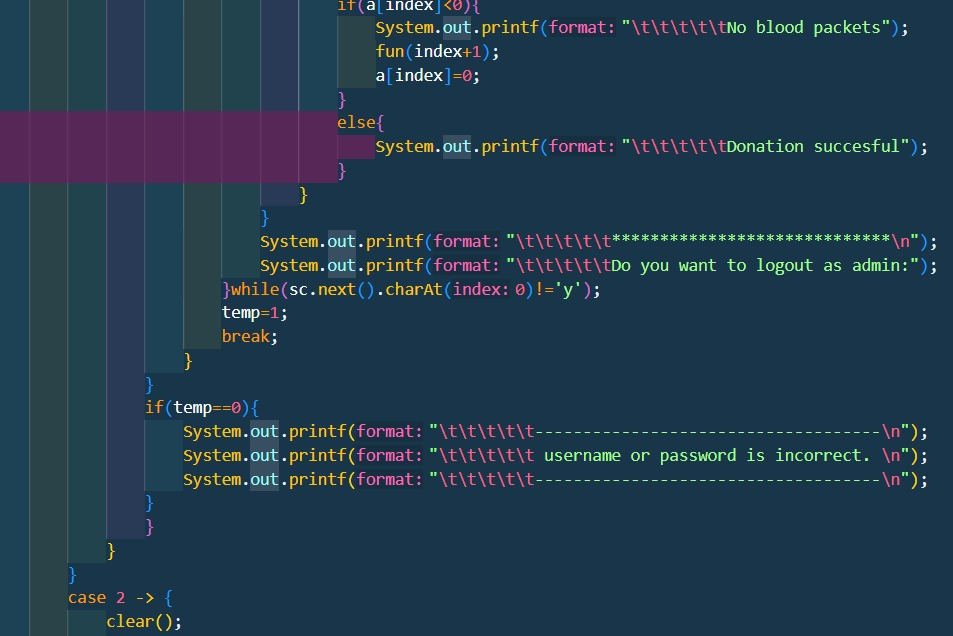 if(a[index]<0){
System.out.printf(format: "\t\t\t\t\tNo blood packets");
fun(index+1);
a[index]=0;
}
else{
System.out.printf(format: "\t\t\t\t\tDonation succesful");
}
}
}
System.out.printf(format: "\t\t\t\t\t*****************************\n");
System.out.printf(format: "\t\t\t\t\tDo you want to logout as admin:");
}while(sc.next().charAt(index: 0)!='y');
temp=1;
break;
}
}
if(temp==0){
System.out.printf(format: "\t\t\t\t\t------------------------------------\n");
System.out.printf(format: "\t\t\t\t\t username or password is incorrect. \n");
System.out.printf(format: "\t\t\t\t\t------------------------------------\n");
}
}
}
}
case 2 -> {
clear();